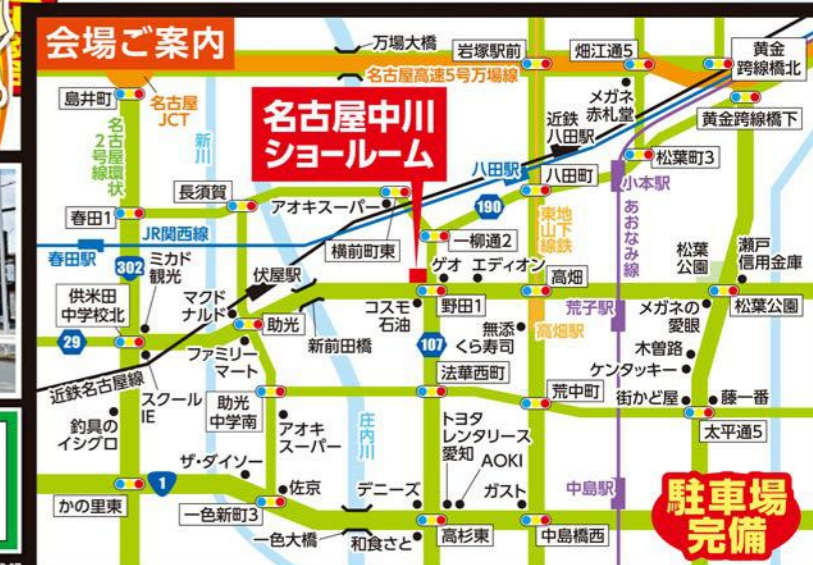 会場ご案内
万場大橋
岩塚駅前
畑江通5
黄金
跨線橋北
名古屋高速5号万場線
島井町
名古屋
JCT
新川
名古屋中川
ショールーム
メガネ
赤札堂
近鉄
八田駅
黄金跨線橋下
名古屋環状
2号線
八田駅
八田町
松葉町3
小本駅
長須賀
アオキスーパー
190
地下鉄
東山線
あおなみ線
春田1
JR関西線
横前町東
一柳通2
松葉
公園
瀬戸
信用金庫
春田駅
302
ミカド
観光
伏屋駅
ゲオ
エディオン
高畑
供米田
中学校北
マクド
ナルド
コスモ
石油
野田1
荒子駅
メガネの
愛眼
松葉公園
29
助光
新前田橋
107
無添
くら寿司
高畑駅
木曽路
ファミリー
マート
法華西町
ケンタッキー
近鉄名古屋線
スクール
IE
助光
中学南
荒中町
街かど屋
藤一番
釣具の
イシグロ
アオキ
スーパー
庄内川
トヨタ
レンタリース
愛知
太平通5
ザ・ダイソー
AOKI
かの里東
1
佐京
デニーズ
ガスト
中島駅
駐車場
完備
一色新町3
一色大橋
和食さと
高杉東
中島橋西